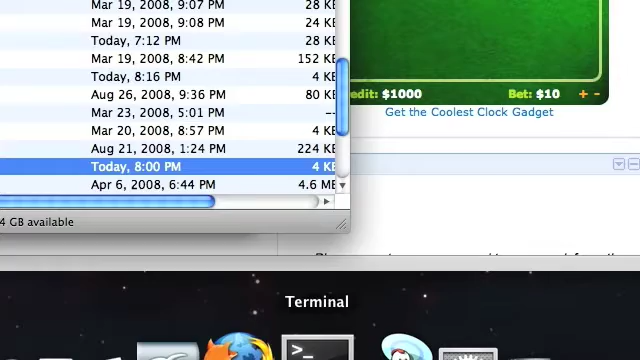 Mar 19, 2008, 9:07 PM 28 KB
Mar 19, 2008, 9:08 PM 24 KB
Today, 7:12 PM 28 KB
Mar 19, 2008, 8:42 PM 152 KB
Today, 8:16 PM 4 KB
Aug 26, 2008, 9:36 PM 80 KB
Mar 23, 2008, 5:01 PM --
Mar 20, 2008, 8:57 PM 4 KB
Aug 21, 2008, 1:24 PM 224 KB
Today, 8:00 PM 4 KB
Apr 6, 2008, 6:44 PM 4.6 MB
4 GB available
edit: $1000 Bet: $10 + -
Get the Coolest Clock Gadget
Terminal
>_